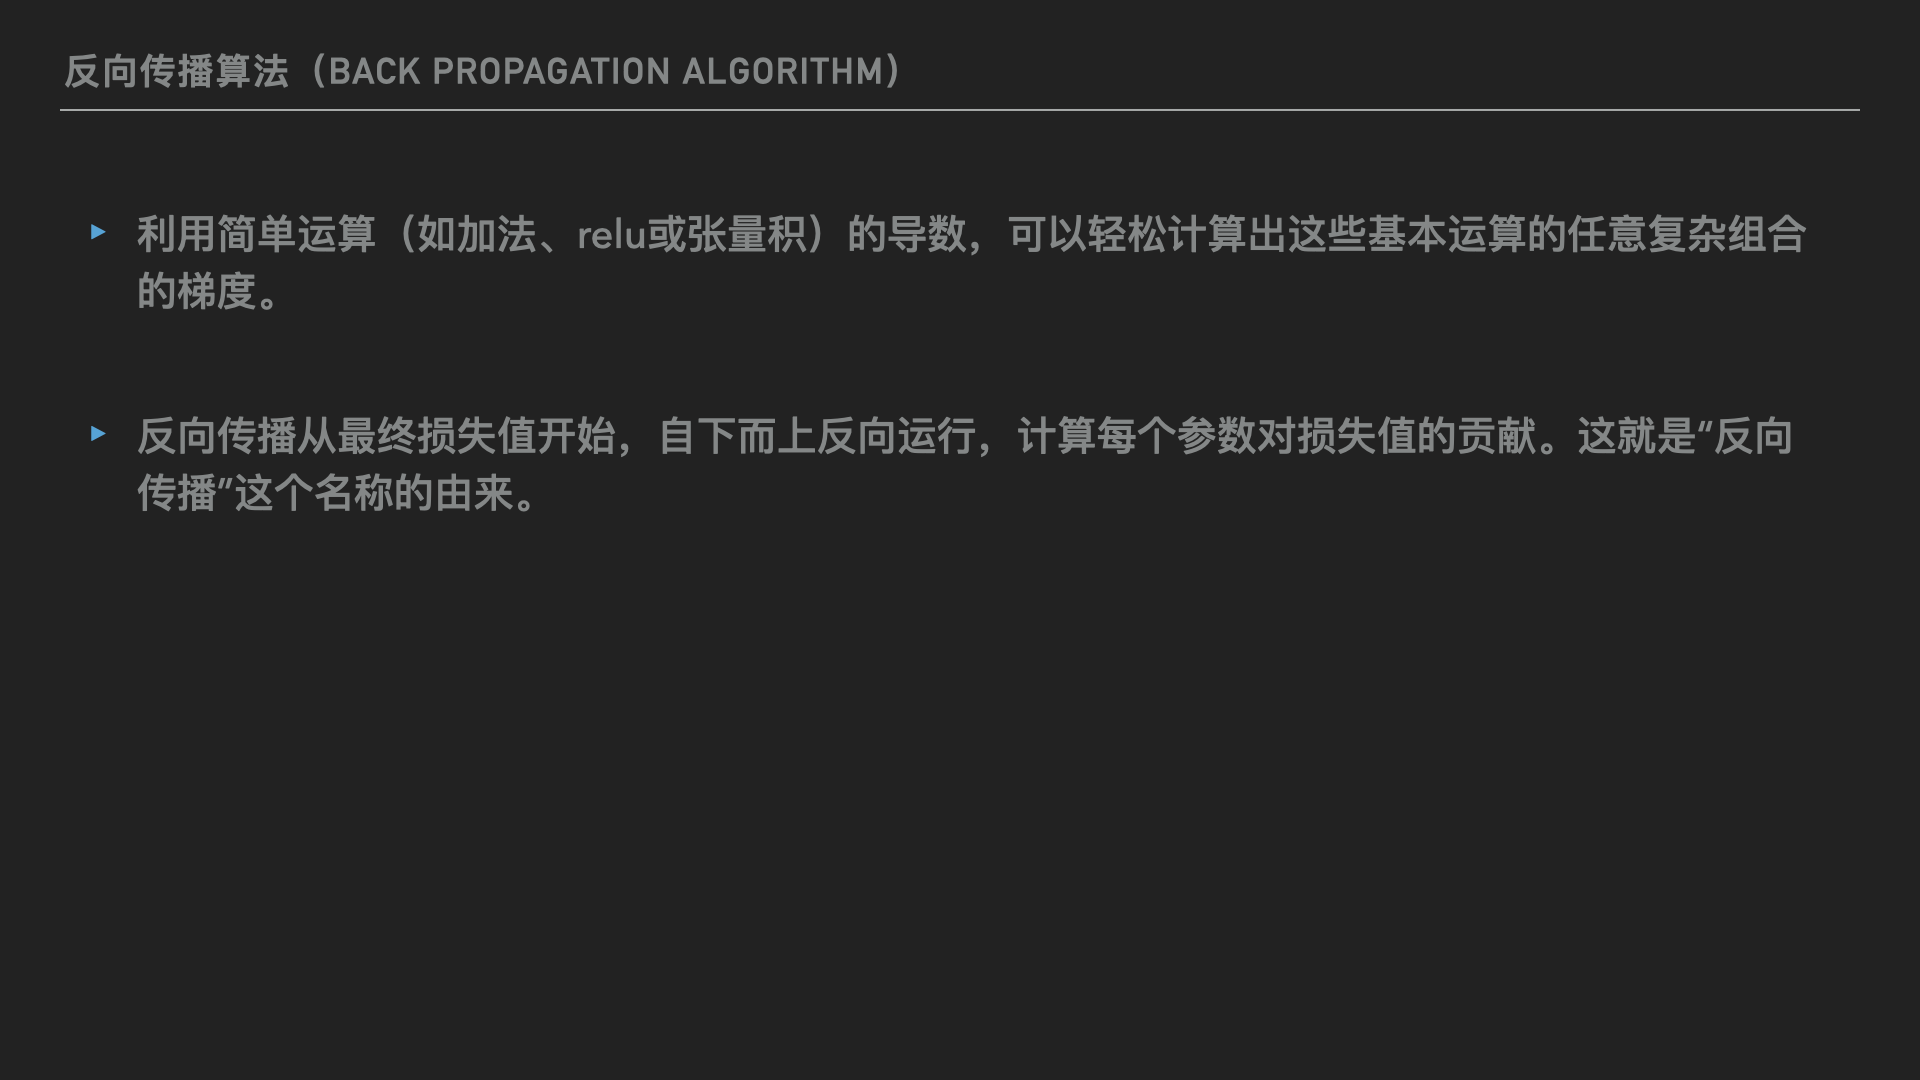 反向传播算法（BACK PROPAGATION ALGORITHM）
▸ 利用简单运算（如加法、relu或张量积）的导数，可以轻松计算出这些基本运算的任意复杂组合
的梯度。
▸ 反向传播从最终损失值开始，自下而上反向运行，计算每个参数对损失值的贡献。这就是“反向
传播”这个名称的由来。